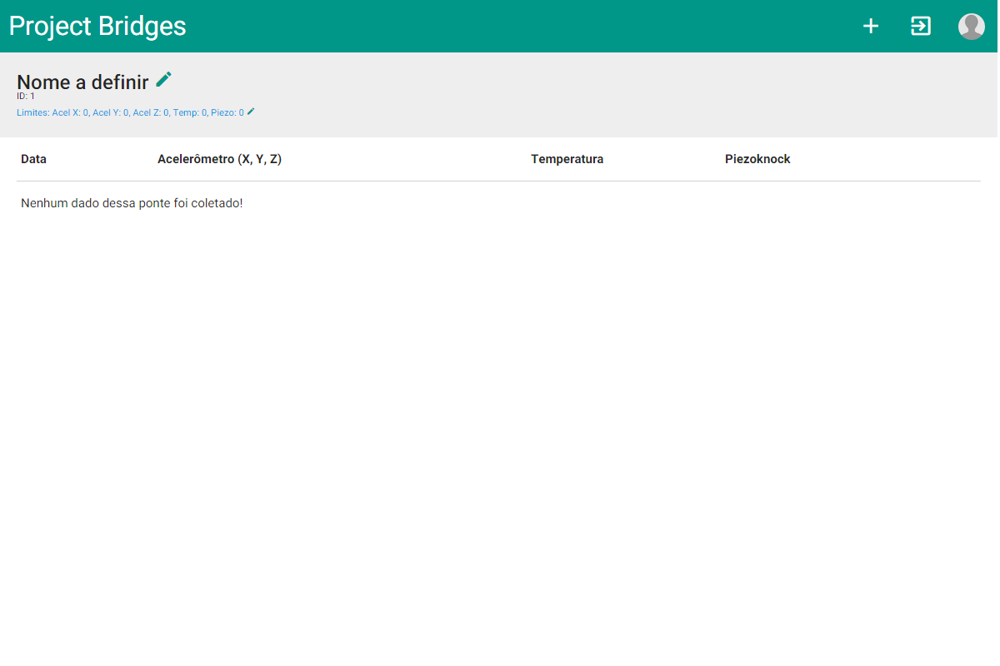 Project Bridges
Nome a definir
ID: 1
Limites: Acel X: 0, Acel Y: 0, Acel Z: 0, Temp: 0, Piezo: 0
Data Acelerômetro (X, Y, Z) Temperatura Piezoknock
Nenhum dado dessa ponte foi coletado!